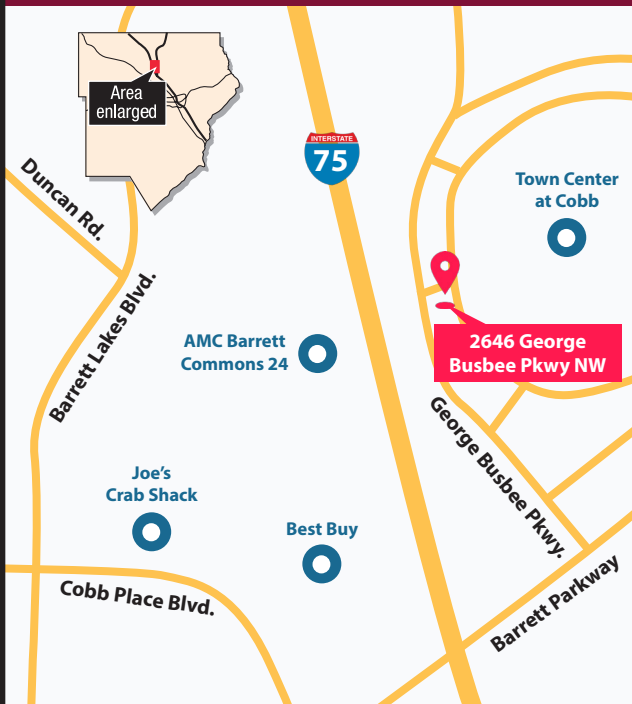 Area
enlarged
INTERSTATE
75
Duncan Rd.
Town Center
at Cobb
Barrett Lakes Blvd.
AMC Barrett
Commons 24
2646 George
Busbee Pkwy NW
George Busbee Pkwy.
Joe's
Crab Shack
Best Buy
Cobb Place Blvd.
Barrett Parkway